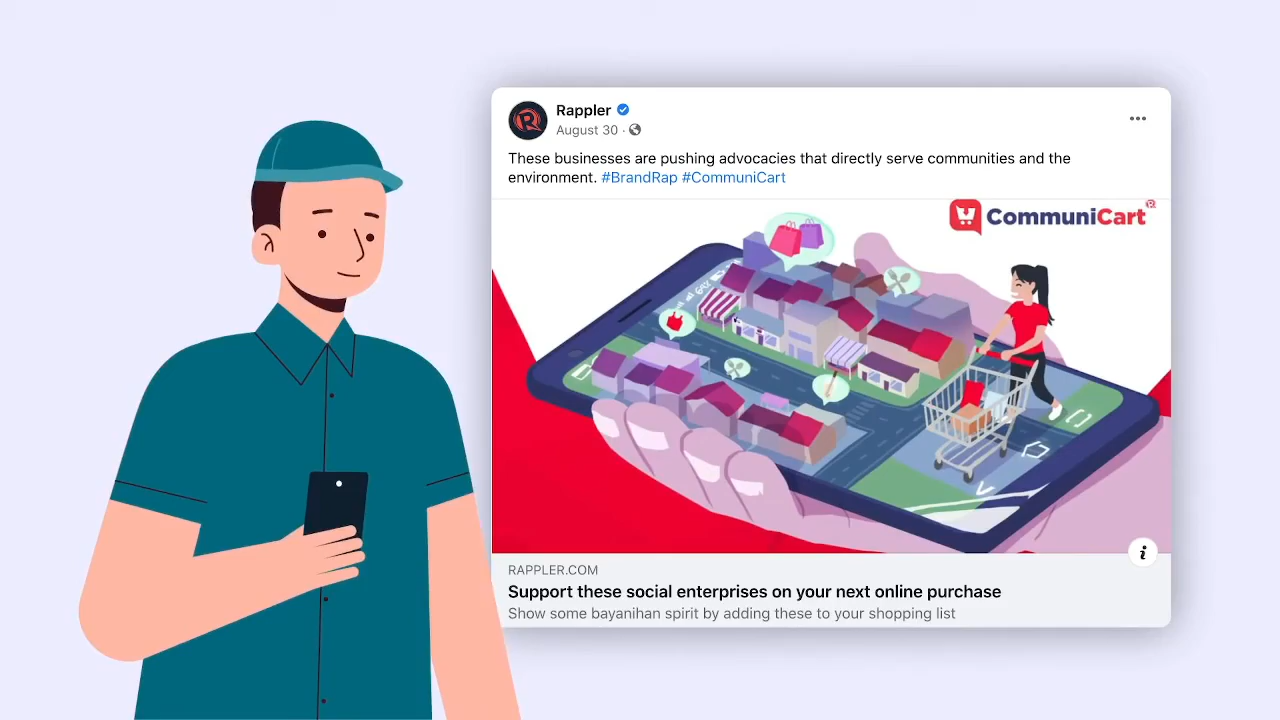 Rappler
August 30 ·
These businesses are pushing advocacies that directly serve communities and the
environment. #BrandRap #CommuniCart
CommuniCart
RAPPLER.COM
Support these social enterprises on your next online purchase
Show some bayanihan spirit by adding these to your shopping list